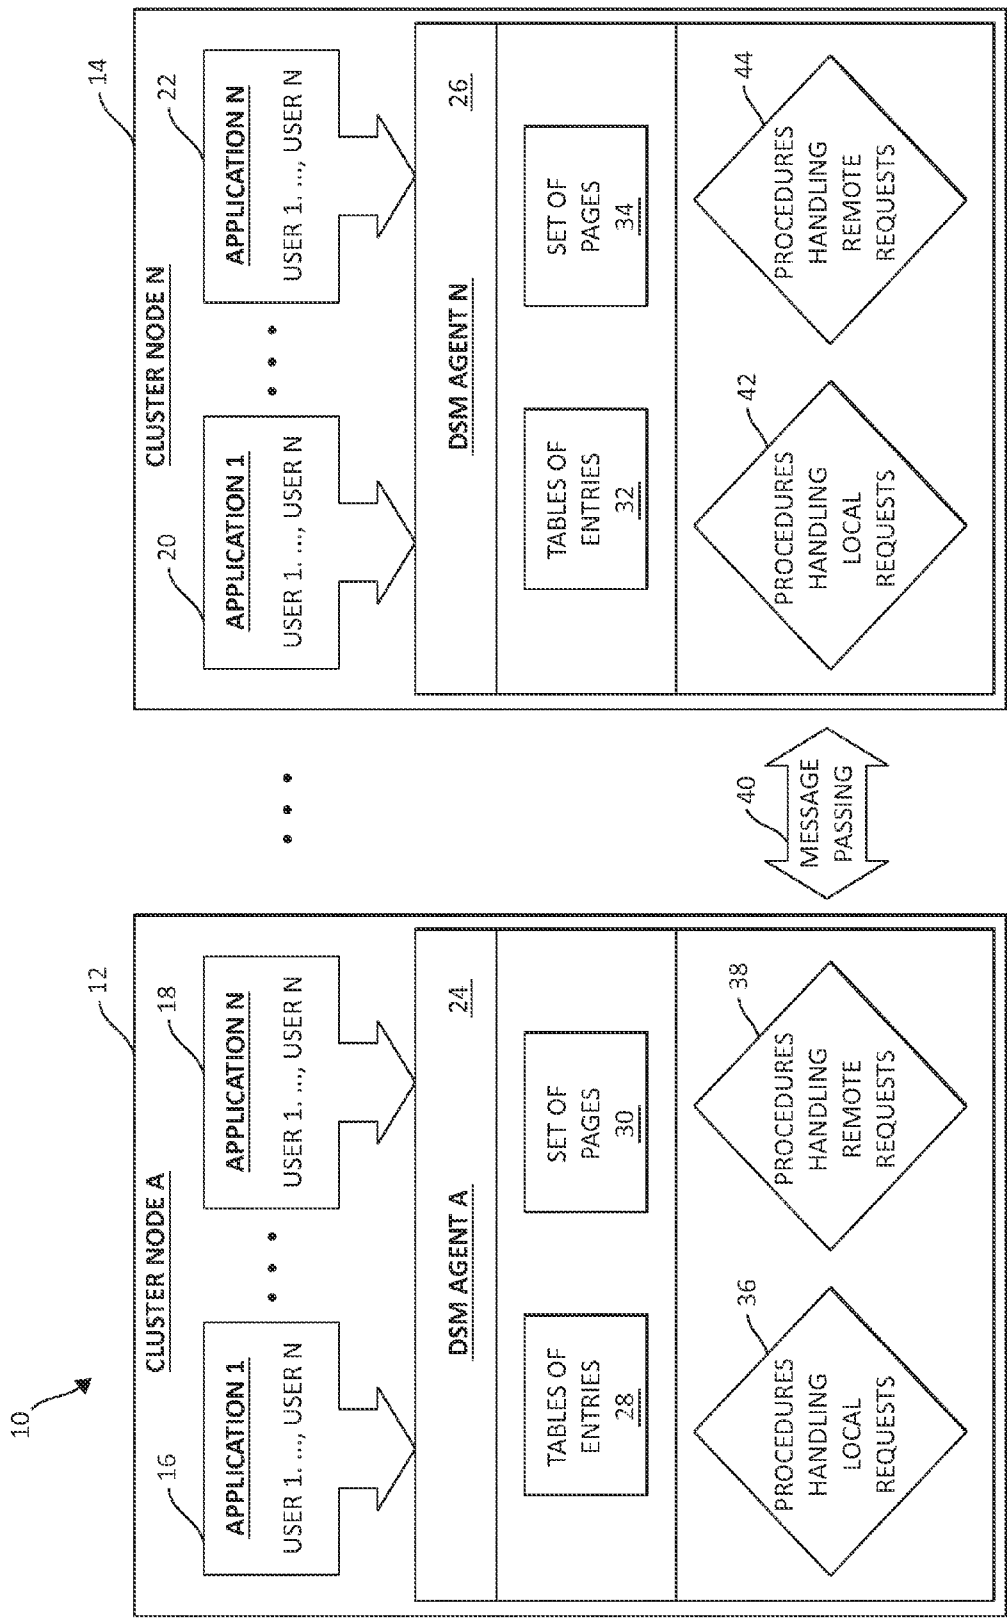 10
12
CLUSTER NODE A
16
APPLICATION 1
USER 1. ..., USER N
18
APPLICATION N
USER 1. ..., USER N
DSM AGENT A
24
TABLES OF
ENTRIES
28
SET OF
PAGES
30
36
PROCEDURES
HANDLING
LOCAL
REQUESTS
38
PROCEDURES
HANDLING
REMOTE
REQUESTS
40
MESSAGE
PASSING
14
CLUSTER NODE N
20
APPLICATION 1
USER 1. ..., USER N
22
APPLICATION N
USER 1. ..., USER N
DSM AGENT N
26
TABLES OF
ENTRIES
32
SET OF
PAGES
34
42
PROCEDURES
HANDLING
LOCAL
REQUESTS
44
PROCEDURES
HANDLING
REMOTE
REQUESTS